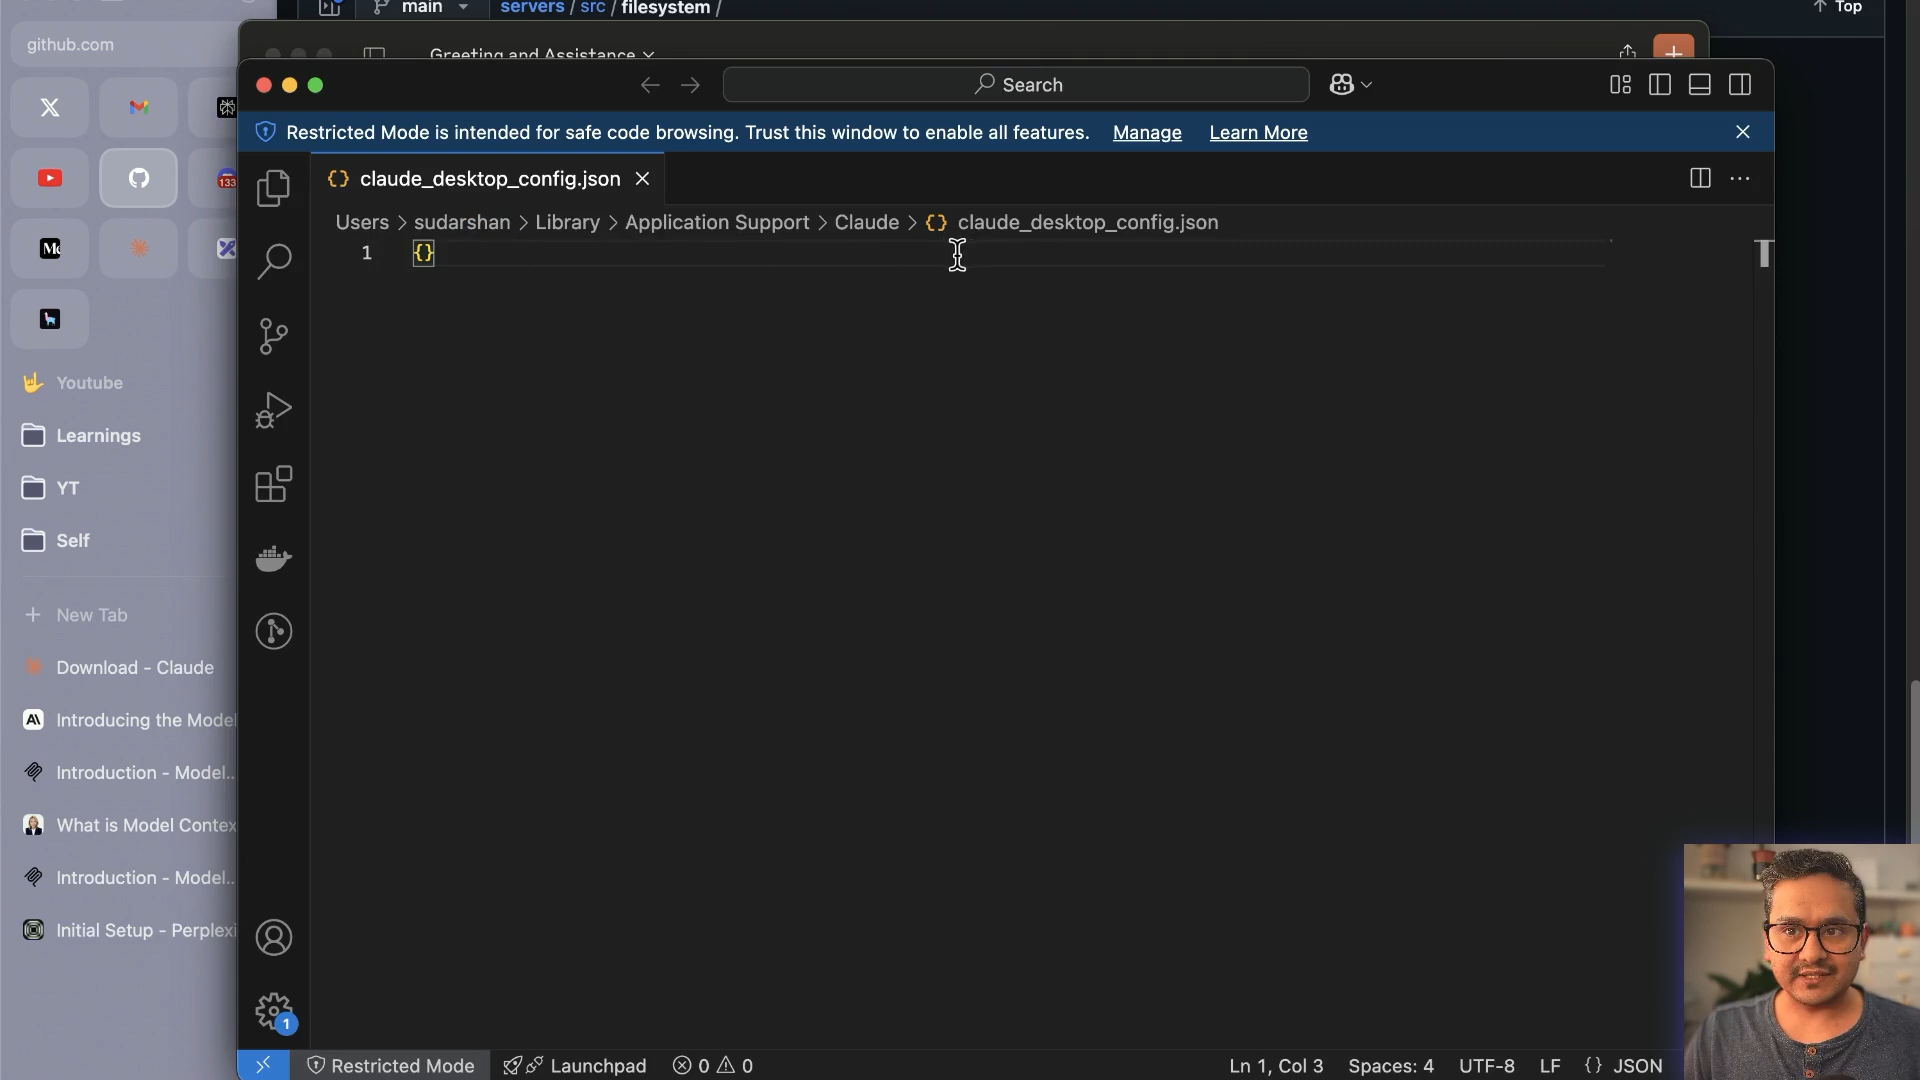 main
servers / src / filesystem /
Top
github.com
Greeting and Assistance
Search
Restricted Mode is intended for safe code browsing. Trust this window to enable all features. Manage Learn More
claude_desktop_config.json
Users > sudarshan > Library > Application Support > Claude > {} claude_desktop_config.json
1 {}
133
Youtube
Learnings
YT
Self
+ New Tab
Download - Claude
Introducing the Model
Introduction - Model...
What is Model Contex
Introduction - Model...
Initial Setup - Perplexi
1
Restricted Mode
Launchpad
0 0
Ln 1, Col 3
Spaces: 4
UTF-8
LF
{} JSON